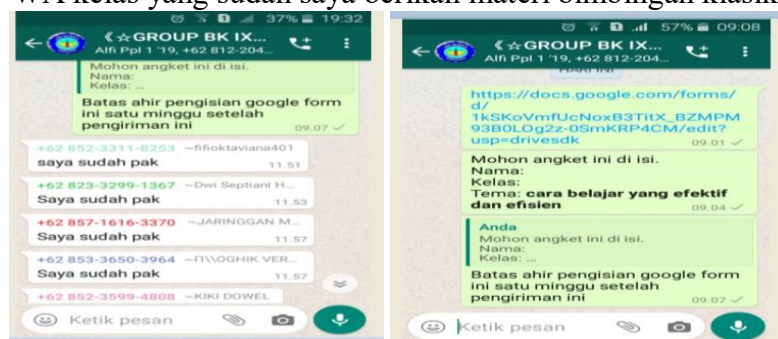 WA kelas yang sudah saya berikan materi bimbingan klasik
37% 19:32
《☆GROUP BK IX...
Alfi Ppl 1 '19, +62 812-204...
Mohon angket ini di isi.
Nama:
Kelas: ...
Batas ahir pengisian google form
ini satu minggu setelah
pengiriman ini
09.07
+62 852-3311-8253 ~fifioktaviana401
saya sudah pak
11.51
+62 823-3299-1367 ~Dwi Septiani H...
Saya sudah pak
11.53
+62 857-1616-3370 ~JARINGGAN M...
Saya sudah pak
11.57
+62 853-3650-3964 ~Π\\OGHIK VER...
Saya sudah pak
11.57
+62 852-3599-4808 ~KIKI DOWEL
Ketik pesan
57% 09:08
《☆GROUP BK IX...
Alfi Ppl 1 '19, +62 812-204...
HARI INI
https://docs.google.com/forms/
d/
1kSKoVmfUcNoxB3TitX_BZMPM
93B0LOg2z-0SmKRP4CM/edit?
usp=drivesdk
09.01
Mohon angket ini di isi.
Nama:
Kelas:
Tema: cara belajar yang efektif
dan efisien
09.04
Anda
Mohon angket ini di isi.
Nama:
Kelas: ...
Batas ahir pengisian google form
ini satu minggu setelah
pengiriman ini
09.07
Ketik pesan